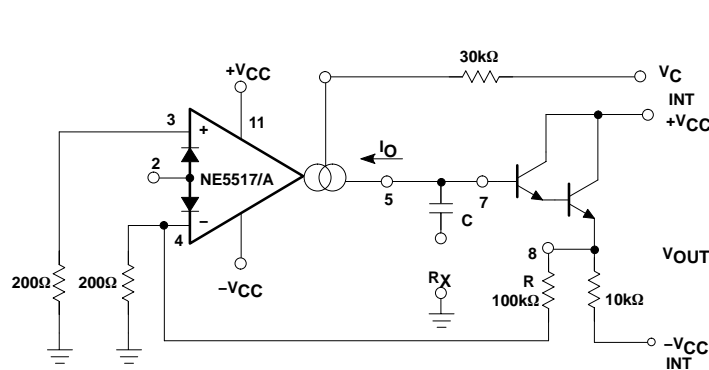 30kΩ
VC
INT
+VCC
+VCC
3
+
11
IO
2
NE5517/A
5
7
C
−
4
−VCC
8
VOUT
RX
R
100kΩ
10kΩ
200Ω
200Ω
−VCC
INT